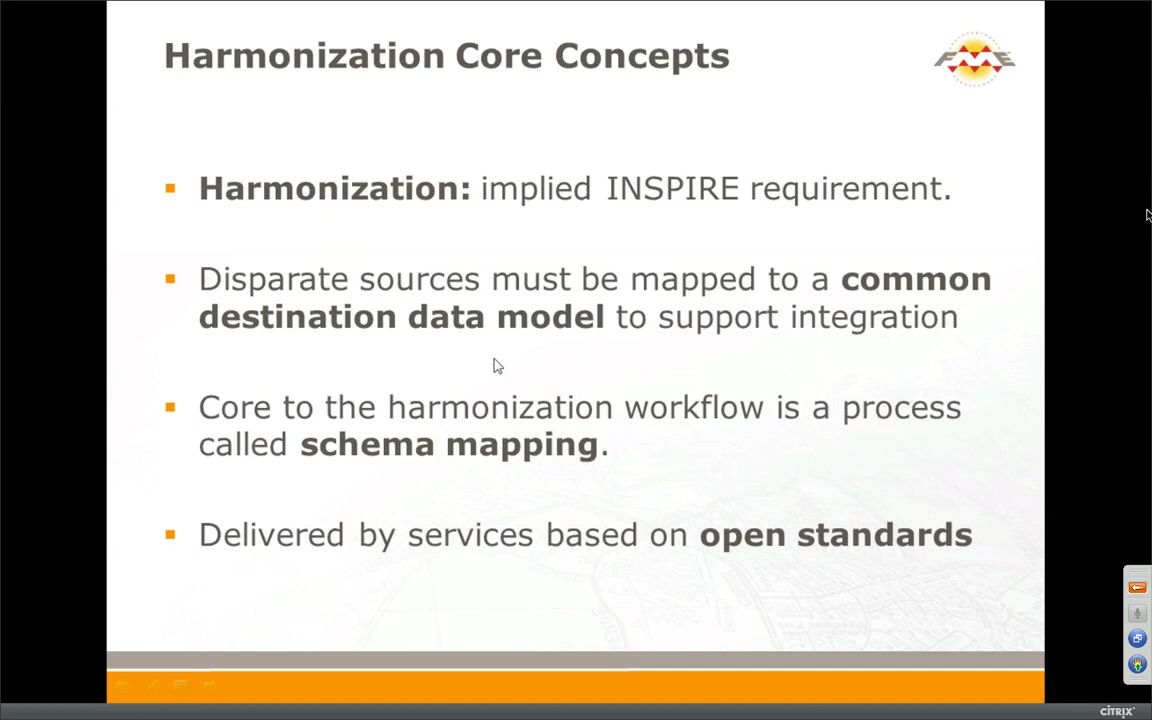 Harmonization Core Concepts
FME
▪ Harmonization: implied INSPIRE requirement.
▪ Disparate sources must be mapped to a common
destination data model to support integration
▪ Core to the harmonization workflow is a process
called schema mapping.
▪ Delivered by services based on open standards
CITRIX